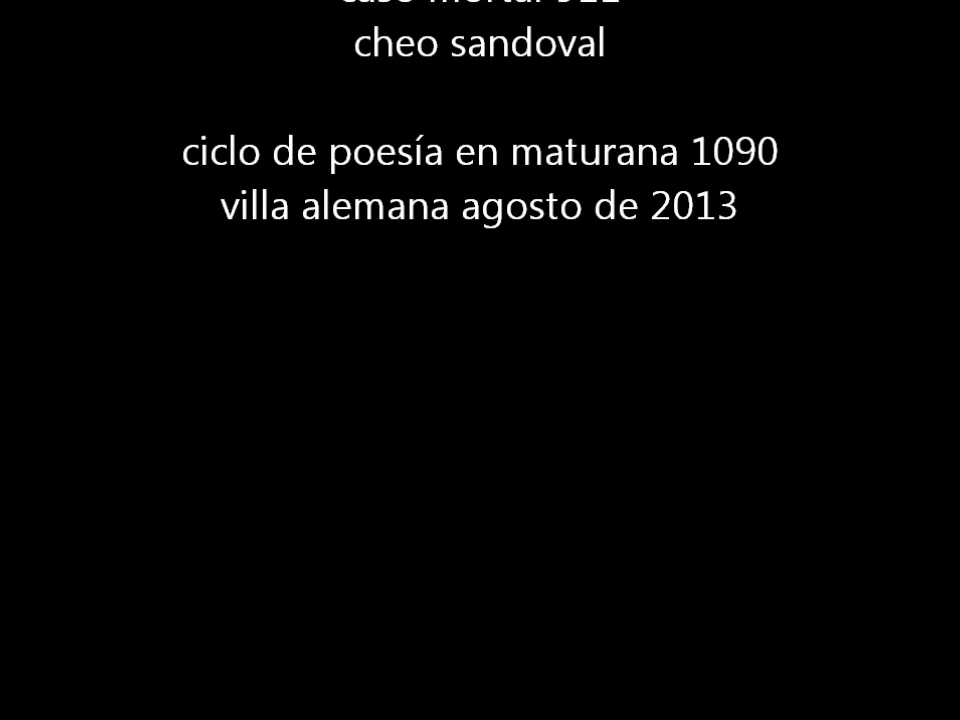 cheo sandoval
ciclo de poesía en maturana 1090
villa alemana agosto de 2013